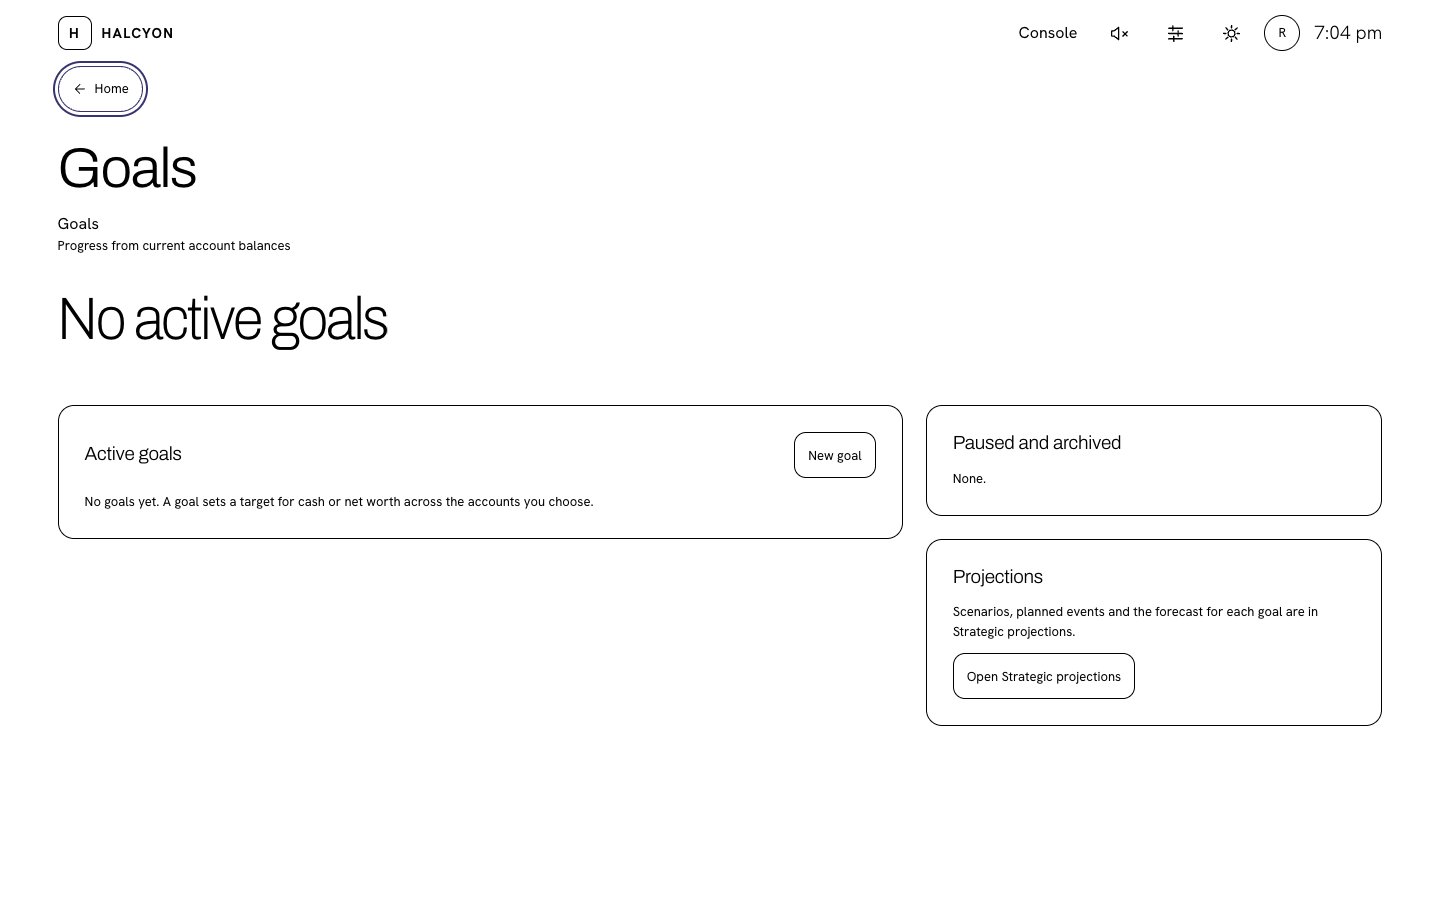 H HALCYON
Console
R
7:04 pm
Home
Goals
Goals
Progress from current account balances
No active goals
Active goals
New goal
No goals yet. A goal sets a target for cash or net worth across the accounts you choose.
Paused and archived
None.
Projections
Scenarios, planned events and the forecast for each goal are in
Strategic projections.
Open Strategic projections